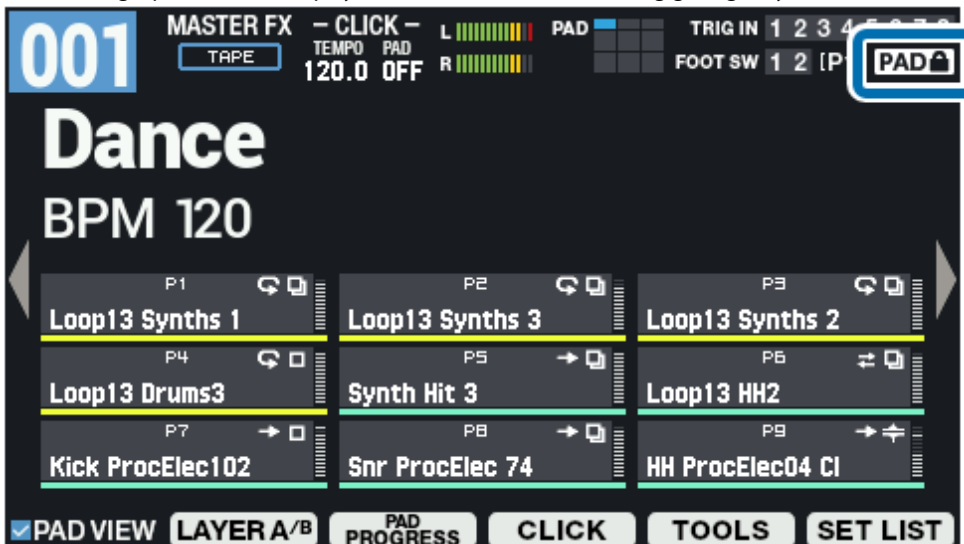 001
MASTER FX
TAPE
– CLICK –
TEMPO PAD
120.0 OFF
L
R
PAD
TRIG IN 1 2 3 4
FOOT SW 1 2 [P
PAD
Dance
BPM 120
P1
Loop13 Synths 1
P2
Loop13 Synths 3
P3
Loop13 Synths 2
P4
Loop13 Drums3
P5
Synth Hit 3
P6
Loop13 HH2
P7
Kick ProcElec102
P8
Snr ProcElec 74
P9
HH ProcElec04 Cl
PAD VIEW
LAYER A/B
PAD PROGRESS
CLICK
TOOLS
SET LIST